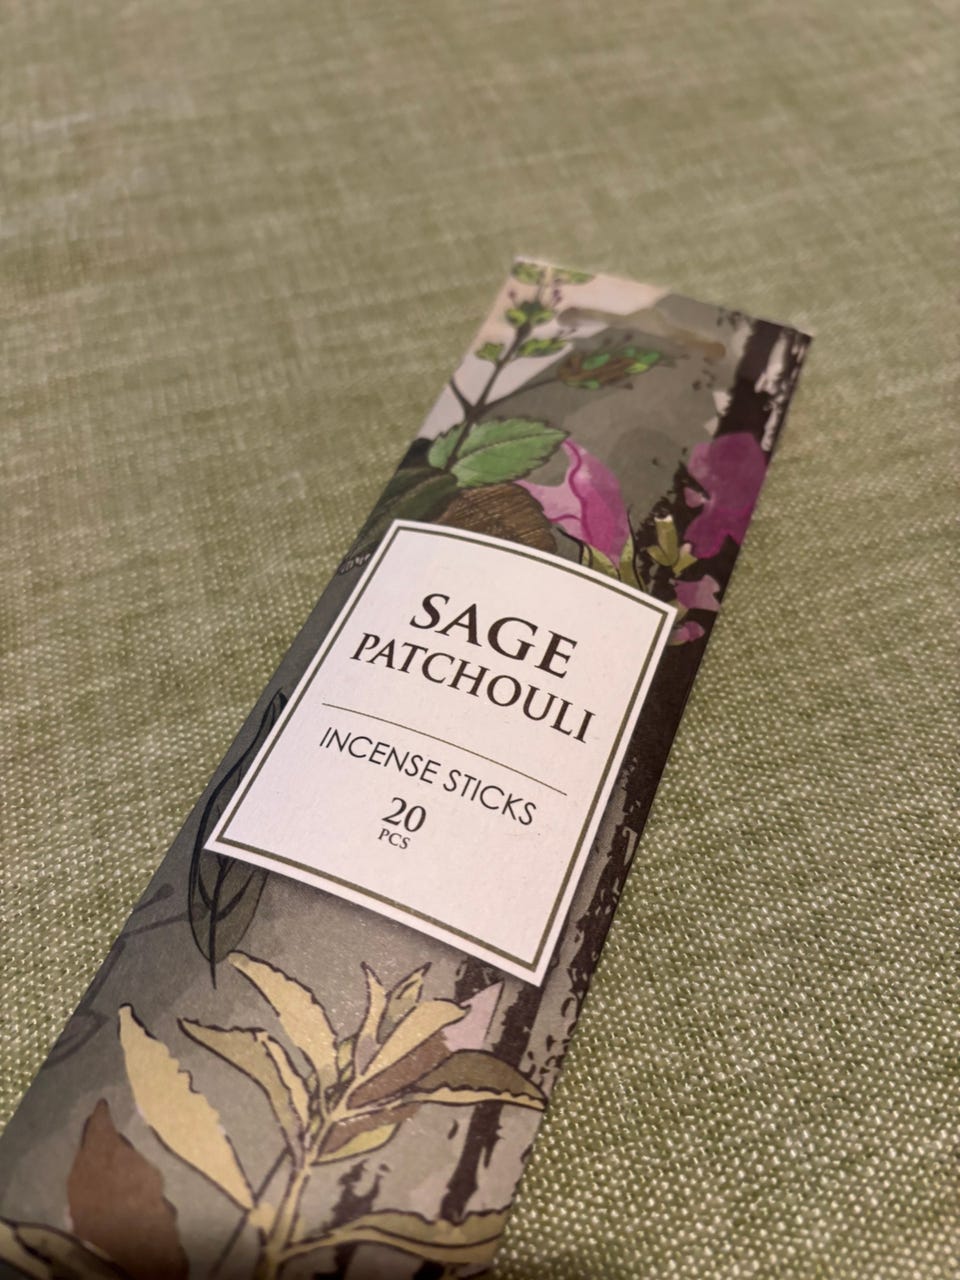 SAGE
PATCHOULI
INCENSE STICKS
20
PCS